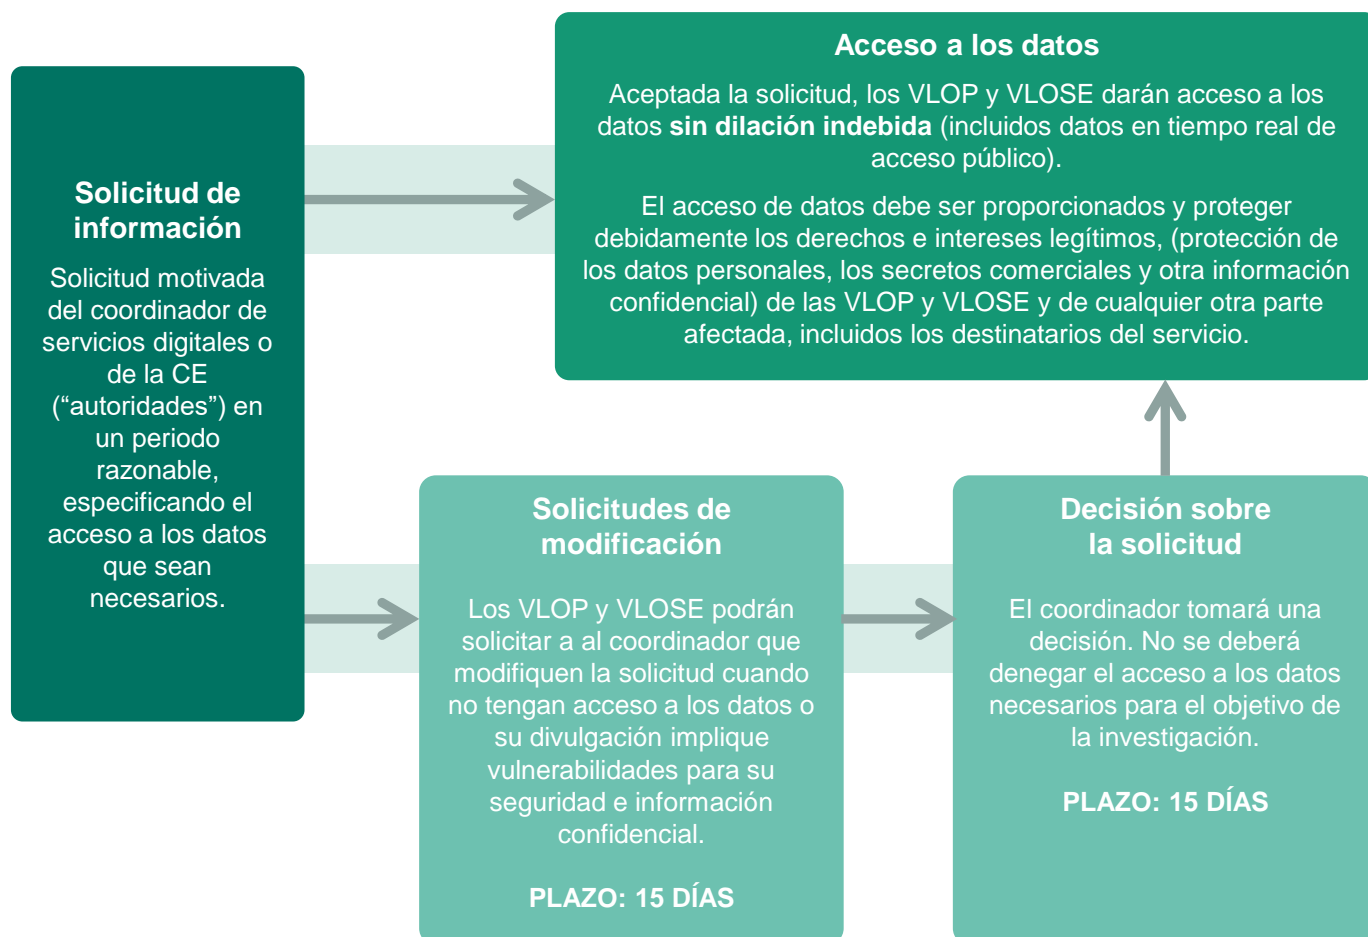 Solicitud de
información
Solicitud motivada
del coordinador de
servicios digitales o
de la CE
(“autoridades”) en
un periodo
razonable,
especificando el
acceso a los datos
que sean
necesarios.
Acceso a los datos
Aceptada la solicitud, los VLOP y VLOSE darán acceso a los
datos sin dilación indebida (incluidos datos en tiempo real de
acceso público).
El acceso de datos debe ser proporcionados y proteger
debidamente los derechos e intereses legítimos, (protección de
los datos personales, los secretos comerciales y otra información
confidencial) de las VLOP y VLOSE y de cualquier otra parte
afectada, incluidos los destinatarios del servicio.
Solicitudes de
modificación
Los VLOP y VLOSE podrán
solicitar a al coordinador que
modifiquen la solicitud cuando
no tengan acceso a los datos o
su divulgación implique
vulnerabilidades para su
seguridad e información
confidencial.
PLAZO: 15 DÍAS
Decisión sobre
la solicitud
El coordinador tomará una
decisión. No se deberá
denegar el acceso a los datos
necesarios para el objetivo de
la investigación.
PLAZO: 15 DÍAS